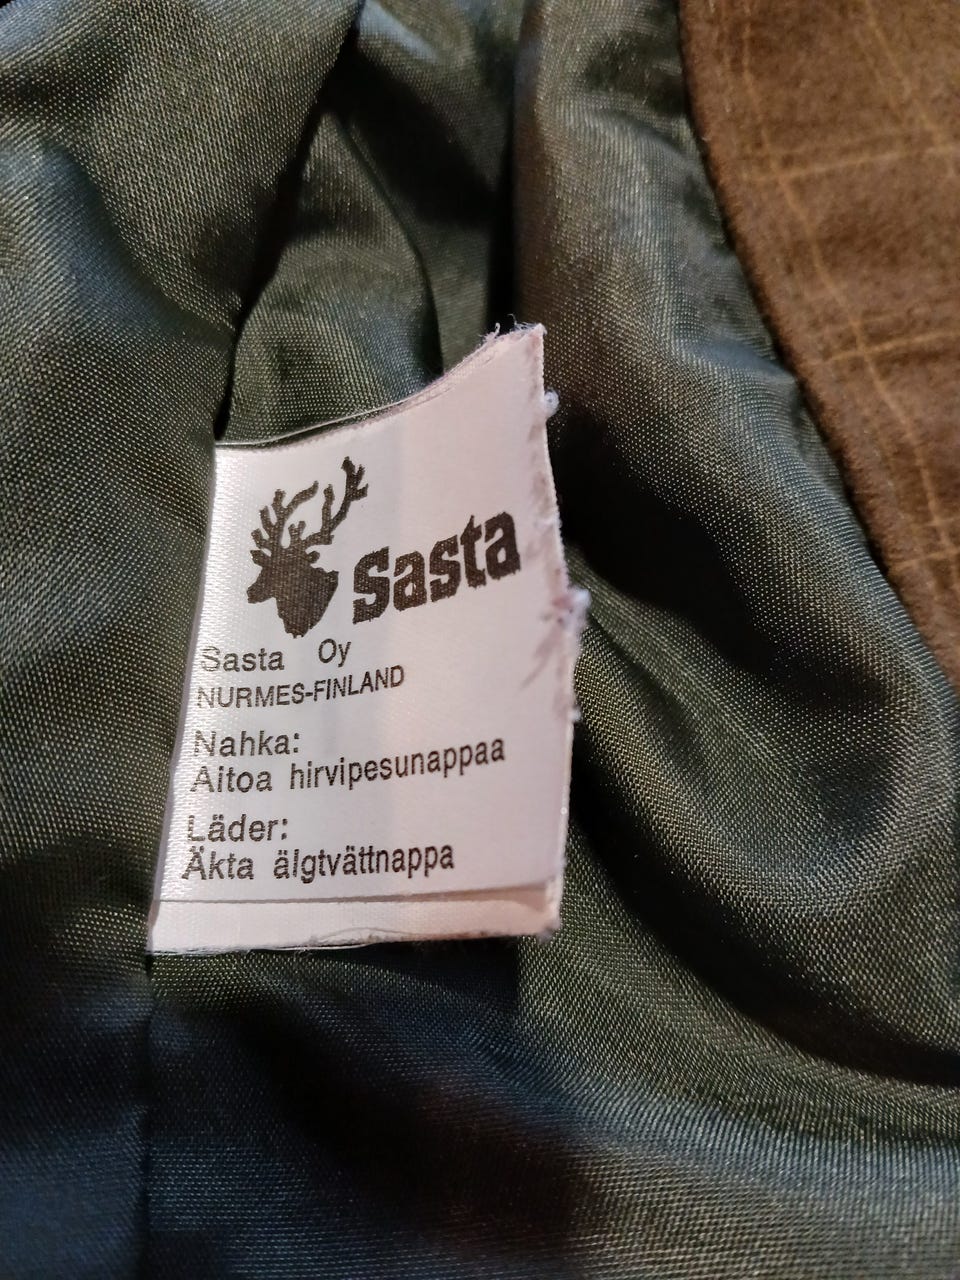 Sasta
Sasta Oy
NURMES-FINLAND
Nahka:
Aitoa hirvipesunappaa
Läder:
Äkta älgtvättnappa